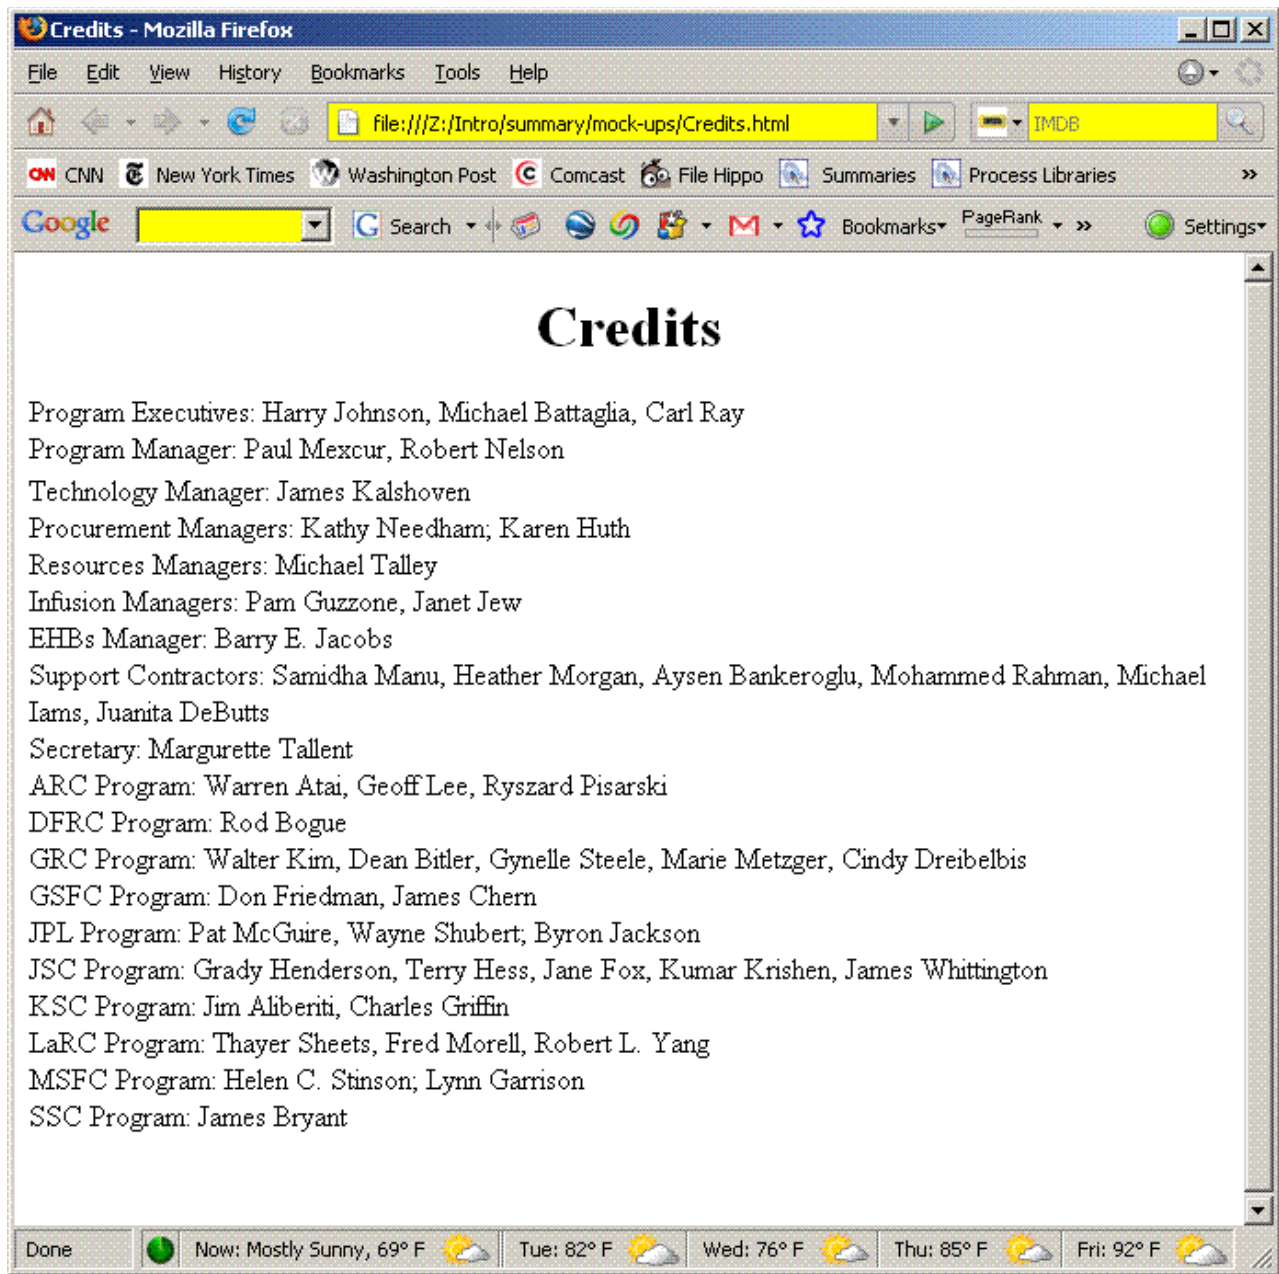 Credits - Mozilla Firefox
File Edit View History Bookmarks Tools Help
file:///Z:/Intro/summary/mock-ups/Credits.html IMDB
CNN CNN New York Times Washington Post Comcast File Hippo Summaries Process Libraries »
Google G Search Bookmarks PageRank » Settings
Credits
Program Executives: Harry Johnson, Michael Battaglia, Carl Ray
Program Manager: Paul Mexcur, Robert Nelson
Technology Manager: James Kalshoven
Procurement Managers: Kathy Needham; Karen Huth
Resources Managers: Michael Talley
Infusion Managers: Pam Guzzone, Janet Jew
EHBs Manager: Barry E. Jacobs
Support Contractors: Samidha Manu, Heather Morgan, Aysen Bankeroglu, Mohammed Rahman, Michael
Iams, Juanita DeButts
Secretary: Margurette Tallent
ARC Program: Warren Atai, Geoff Lee, Ryszard Pisarski
DFRC Program: Rod Bogue
GRC Program: Walter Kim, Dean Bitler, Gynelle Steele, Marie Metzger, Cindy Dreibelbis
GSFC Program: Don Friedman, James Chern
JPL Program: Pat McGuire, Wayne Shubert; Byron Jackson
JSC Program: Grady Henderson, Terry Hess, Jane Fox, Kumar Krishen, James Whittington
KSC Program: Jim Aliberiti, Charles Griffin
LaRC Program: Thayer Sheets, Fred Morell, Robert L. Yang
MSFC Program: Helen C. Stinson; Lynn Garrison
SSC Program: James Bryant
Done Now: Mostly Sunny, 69° F Tue: 82° F Wed: 76° F Thu: 85° F Fri: 92° F